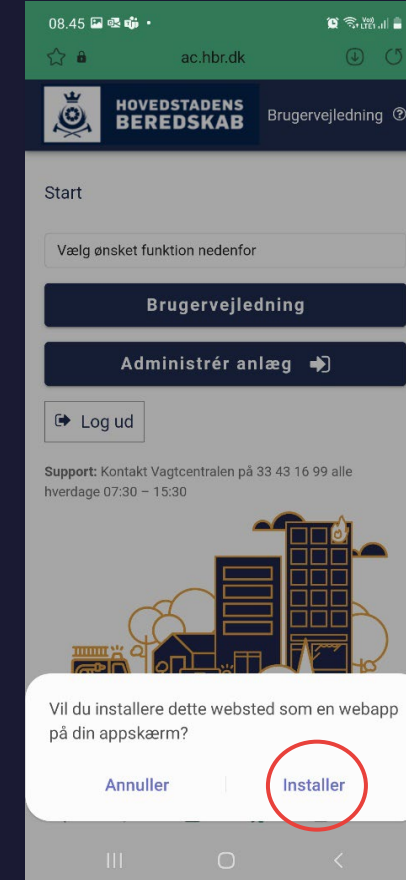 08.45
ac.hbr.dk
HOVEDSTADENS
BEREDSKAB
Brugervejledning
Start
Vælg ønsket funktion nedenfor
Brugervejledning
Administrér anlæg
Log ud
Support: Kontakt Vagtcentralen på 33 43 16 99 alle
hverdage 07:30 – 15:30
Vil du installere dette websted som en webapp
på din appskærm?
Annuller
Installer